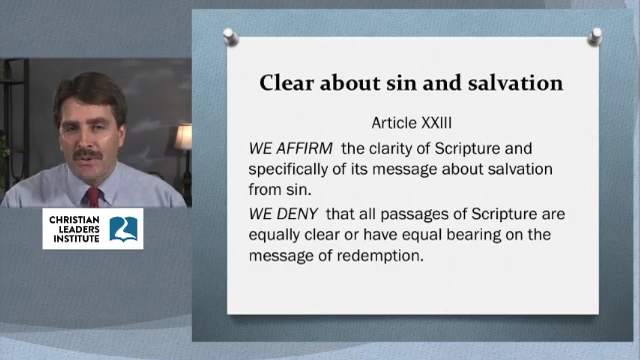 Clear about sin and salvation
Article XXIII
WE AFFIRM the clarity of Scripture and
specifically of its message about salvation
from sin.
WE DENY that all passages of Scripture are
equally clear or have equal bearing on the
message of redemption.
CHRISTIAN
LEADERS
INSTITUTE